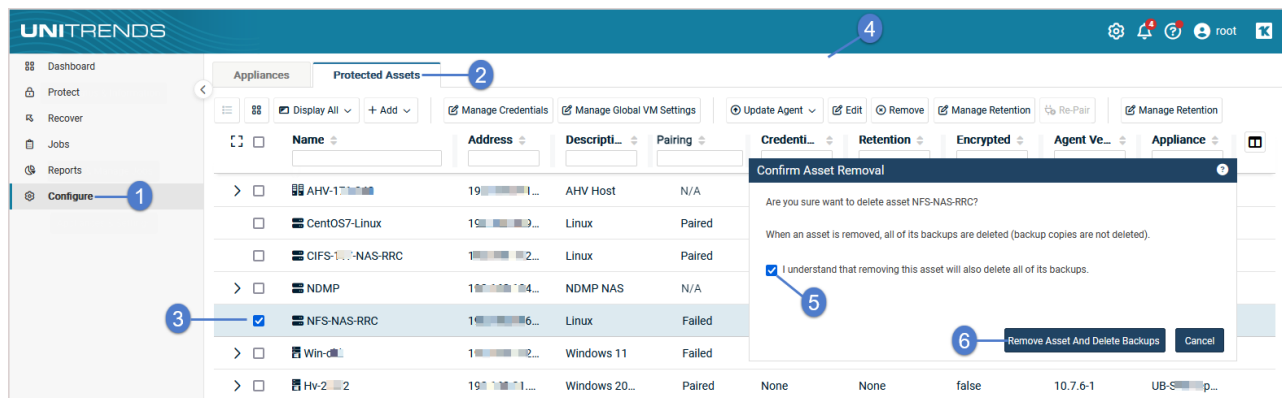 UNITRENDS
4
4
root
Dashboard
Protect
Recover
Jobs
Reports
Configure
1
Appliances
Protected Assets
2
Display All
+ Add
Manage Credentials
Manage Global VM Settings
Update Agent
Edit
Remove
Manage Retention
Re-Pair
Manage Retention
Name
Address
Descripti...
Pairing
Credenti...
Retention
Encrypted
Agent Ve...
Appliance
AHV Host
N/A
CentOS7-Linux
Linux
Paired
Linux
Paired
NDMP
NDMP NAS
N/A
3
NFS-NAS-RRC
Linux
Failed
Windows 11
Failed
Windows 20...
Paired
None
None
false
10.7.6-1
Confirm Asset Removal
?
Are you sure want to delete asset NFS-NAS-RRC?
When an asset is removed, all of its backups are deleted (backup copies are not deleted).
I understand that removing this asset will also delete all of its backups.
5
6
Remove Asset And Delete Backups
Cancel